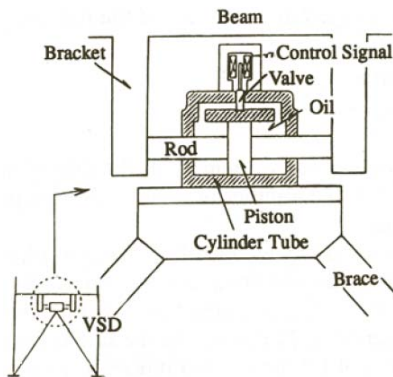 Beam
Bracket
Control Signal
Valve
Oil
Rod
Piston
Cylinder Tube
Brace
VSD